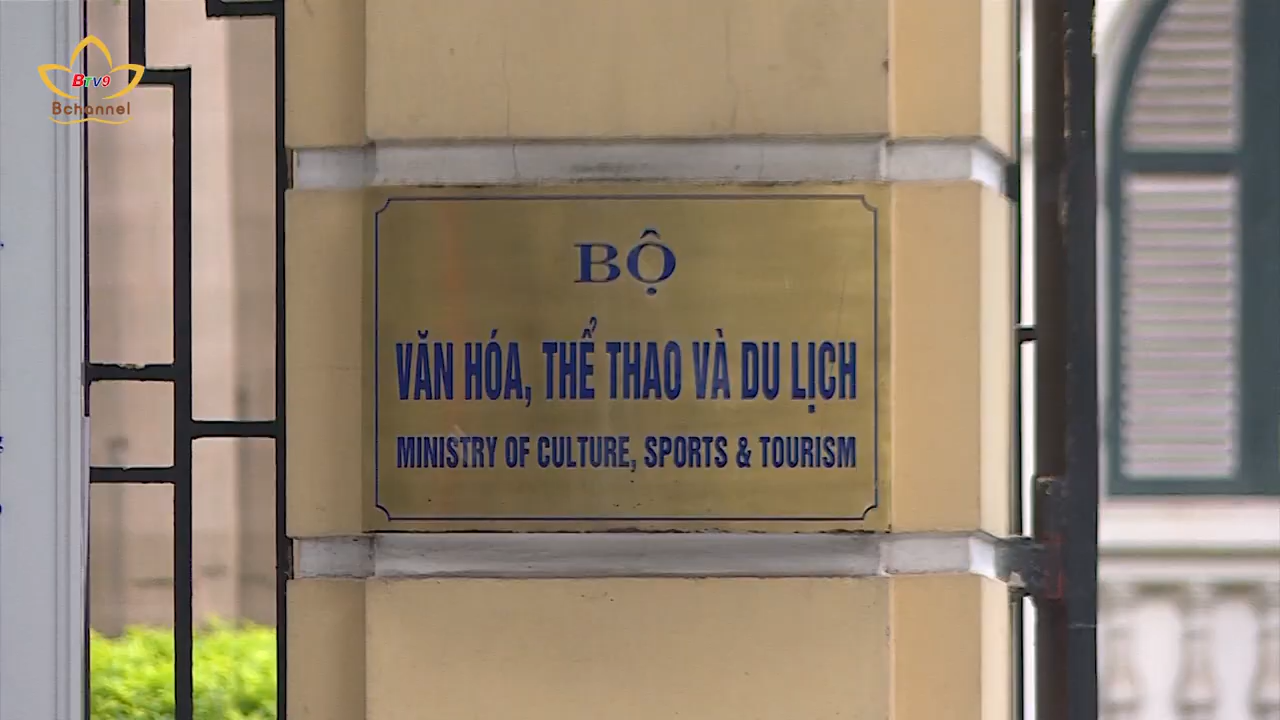 BTV9
Bchannel
BỘ
VĂN HÓA, THỂ THAO VÀ DU LỊCH
MINISTRY OF CULTURE, SPORTS & TOURISM